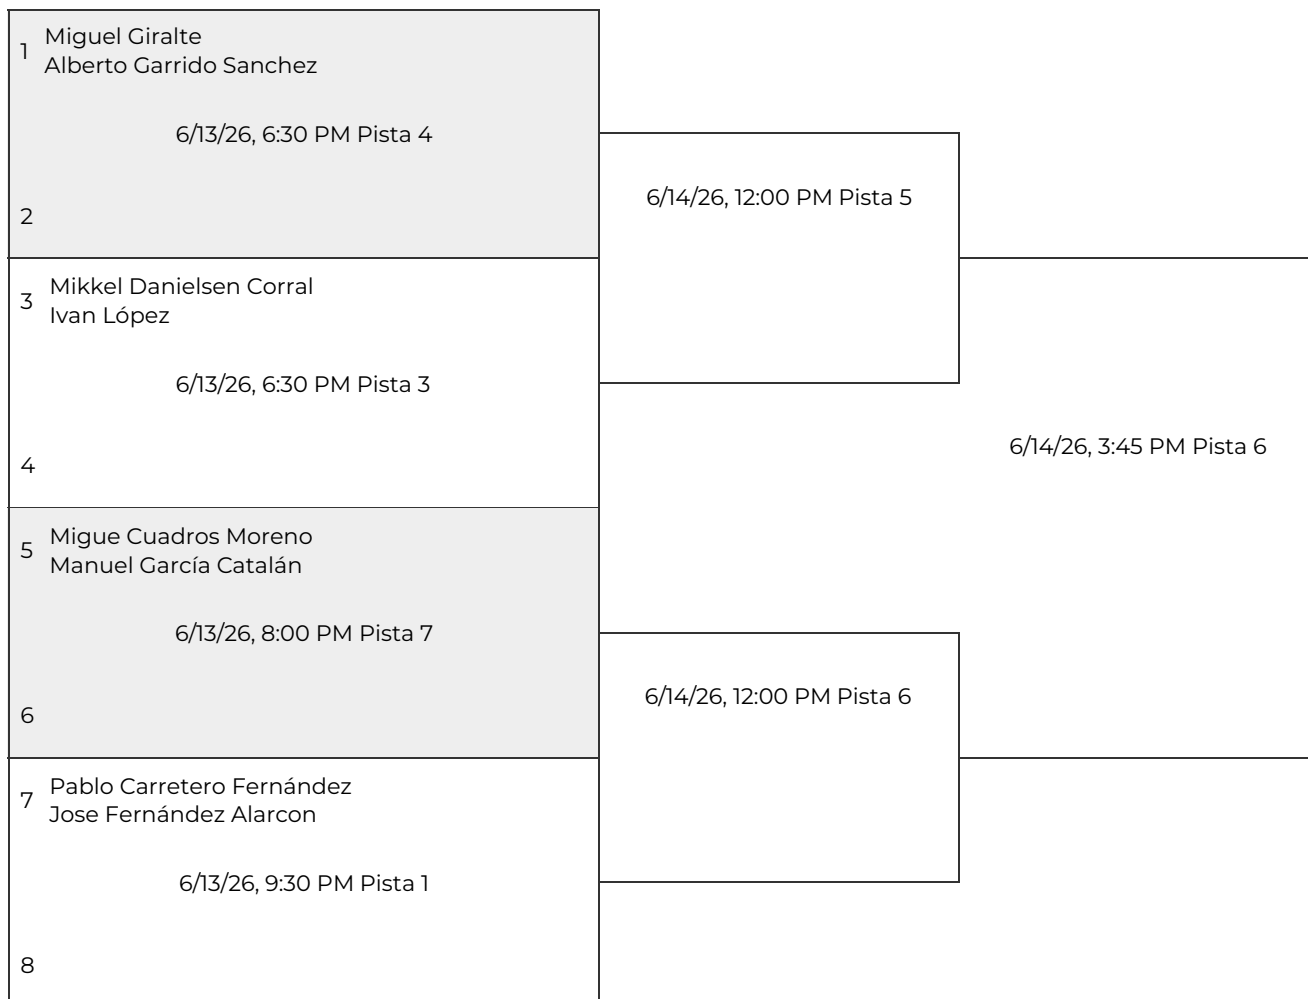 1
Miguel Giralte
Alberto Garrido Sanchez
6/13/26, 6:30 PM Pista 4
2
3
Mikkel Danielsen Corral
Ivan López
6/13/26, 6:30 PM Pista 3
4
5
Migue Cuadros Moreno
Manuel García Catalán
6/13/26, 8:00 PM Pista 7
6
7
Pablo Carretero Fernández
Jose Fernández Alarcon
6/13/26, 9:30 PM Pista 1
8
6/14/26, 12:00 PM Pista 5
6/14/26, 12:00 PM Pista 6
6/14/26, 3:45 PM Pista 6